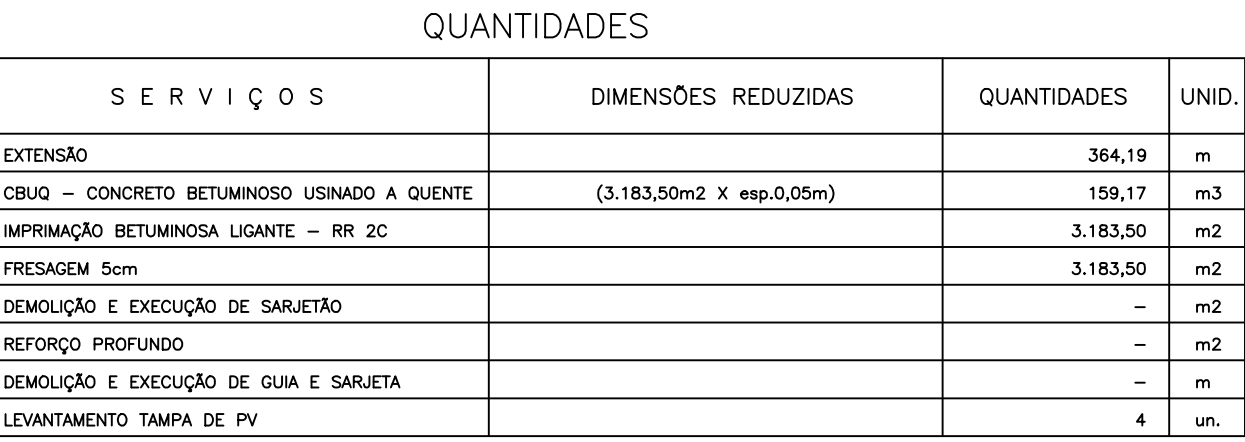 QUANTIDADES
S E R V I Ç O S DIMENSÕES REDUZIDAS QUANTIDADES UNID.
EXTENSÃO 364,19 m
CBUQ – CONCRETO BETUMINOSO USINADO A QUENTE (3.183,50m2 X esp.0,05m) 159,17 m3
IMPRIMAÇÃO BETUMINOSA LIGANTE – RR 2C 3.183,50 m2
FRESAGEM 5cm 3.183,50 m2
DEMOLIÇÃO E EXECUÇÃO DE SARJETÃO – m2
REFORÇO PROFUNDO – m2
DEMOLIÇÃO E EXECUÇÃO DE GUIA E SARJETA – m
LEVANTAMENTO TAMPA DE PV 4 un.